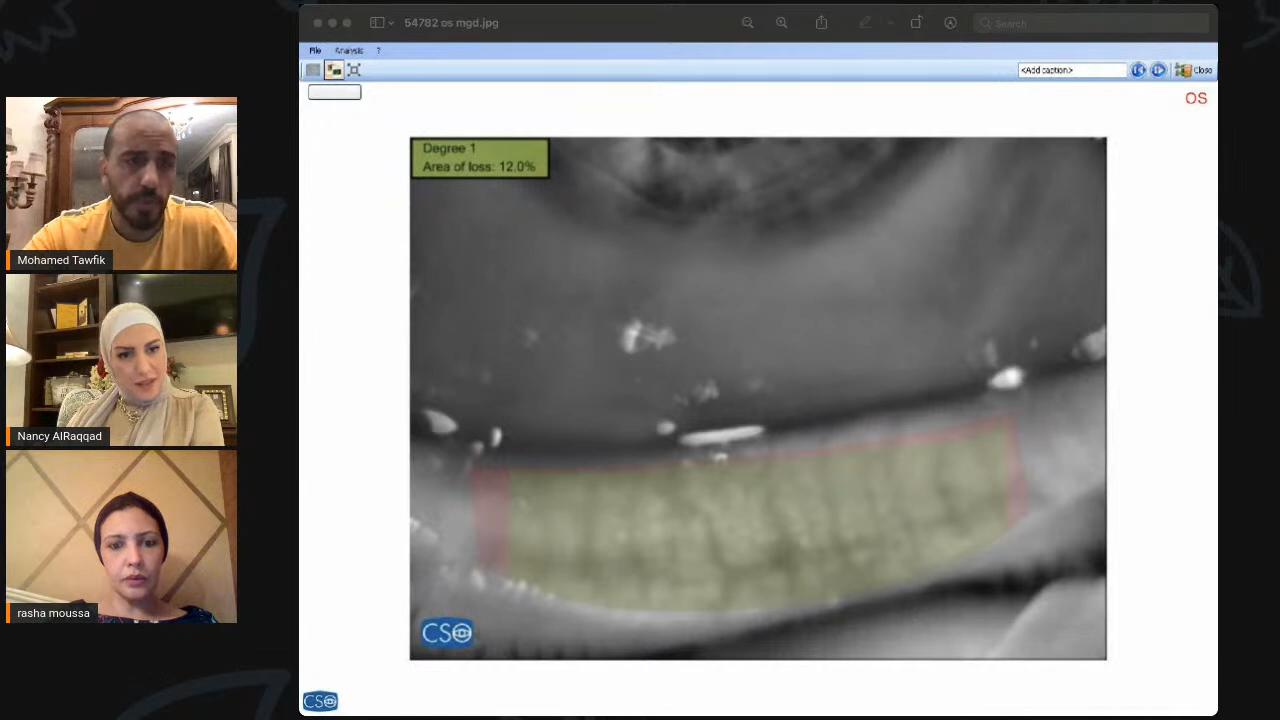 54782 os mgd.jpg
Search
File Analysis ?
<Add caption>
Close
OS
Degree 1
Area of loss: 12.0%
Mohamed Tawfik
Nancy AlRaqqad
rasha moussa
CSO
CSO